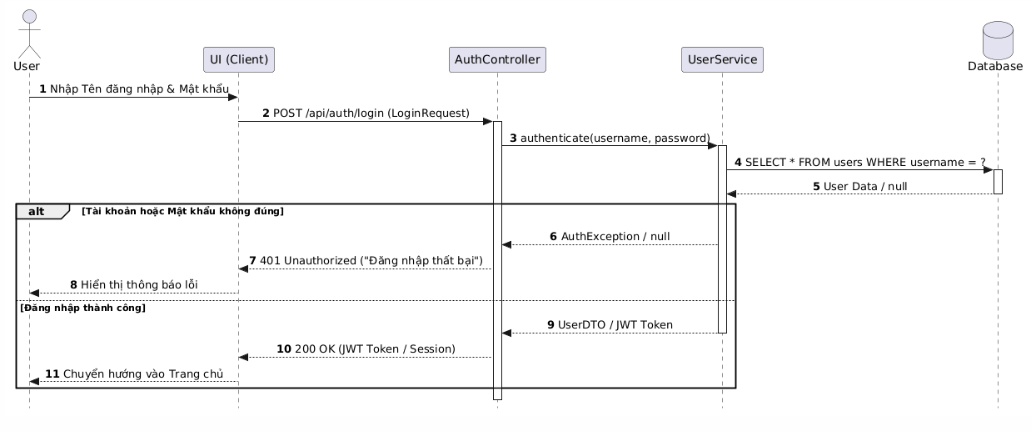 User
UI (Client)
AuthController
UserService
Database
1 Nhập Tên đăng nhập & Mật khẩu
2 POST /api/auth/login (LoginRequest)
3 authenticate(username, password)
4 SELECT * FROM users WHERE username = ?
5 User Data / null
alt [Tài khoản hoặc Mật khẩu không đúng]
6 AuthException / null
7 401 Unauthorized ("Đăng nhập thất bại")
8 Hiển thị thông báo lỗi
[Đăng nhập thành công]
9 UserDTO / JWT Token
10 200 OK (JWT Token / Session)
11 Chuyển hướng vào Trang chủ